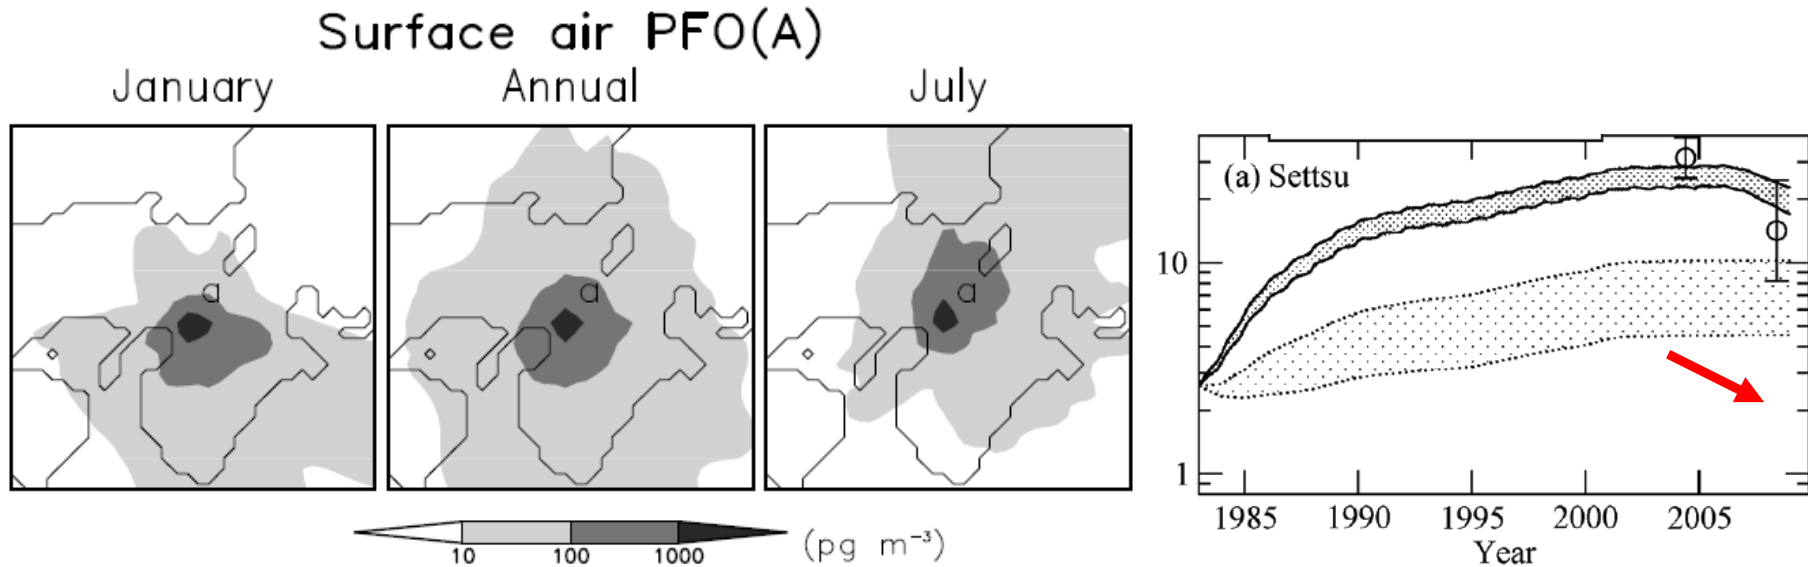 Surface air PFO(A)
January
Annual
July
a
a
a
10
100
1000
(pg m⁻³)
(a) Settsu
10
1
1985
1990
1995
2000
2005
Year